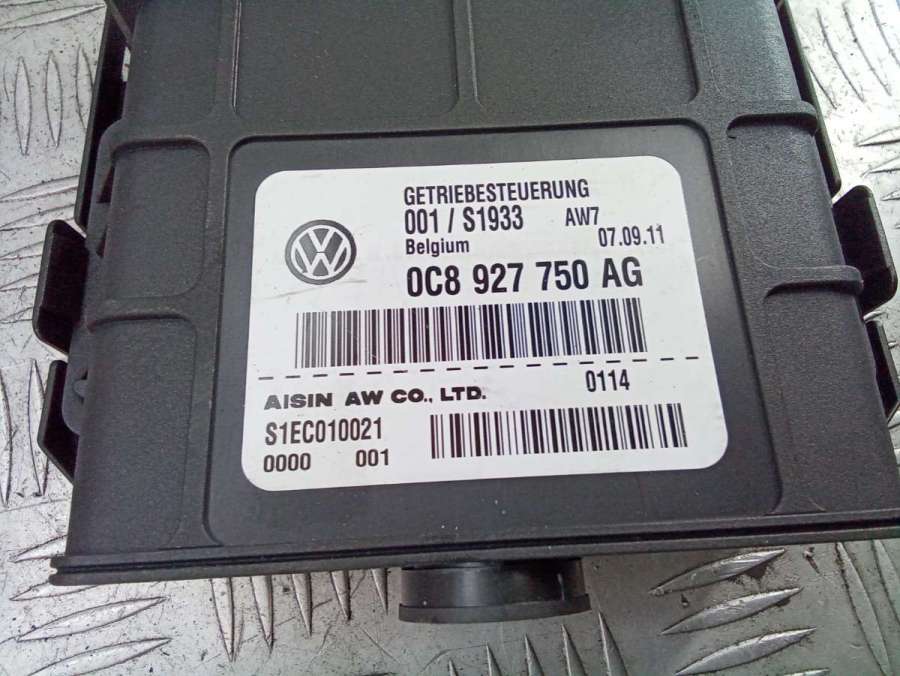 GETRIEBESTEUERUNG
001 / S1933 AW7
Belgium 07.09.11
0C8 927 750 AG
0114
AISIN AW CO., LTD.
S1EC010021
0000 001